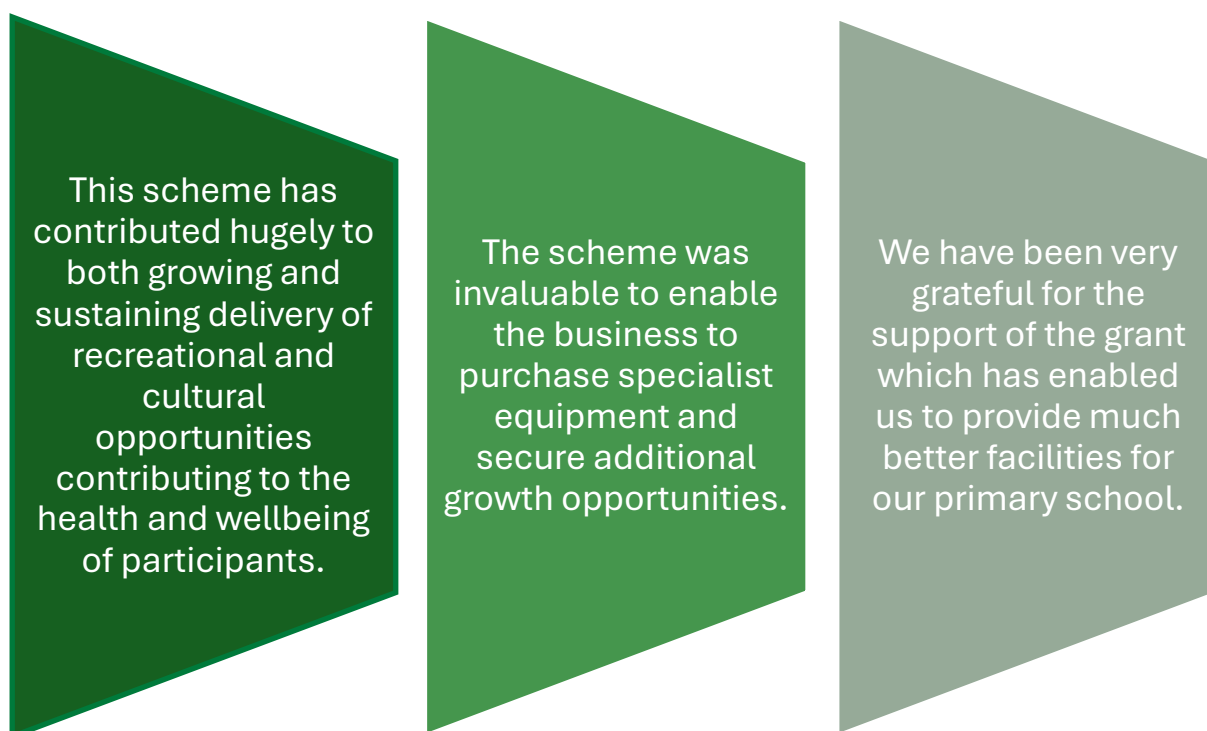 This scheme has
contributed hugely to
both growing and
sustaining delivery of
recreational and
cultural
opportunities
contributing to the
health and wellbeing
of participants.
The scheme was
invaluable to enable
the business to
purchase specialist
equipment and
secure additional
growth opportunities.
We have been very
grateful for the
support of the grant
which has enabled
us to provide much
better facilities for
our primary school.